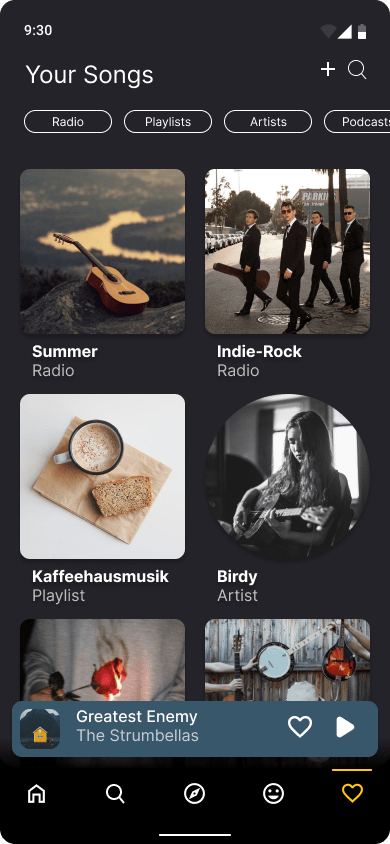 9:30
Your Songs
Radio
Playlists
Artists
Podcasts
PARKING
Summer
Radio
Indie-Rock
Radio
Kaffeehausmusik
Playlist
Birdy
Artist
Greatest Enemy
The Strumbellas